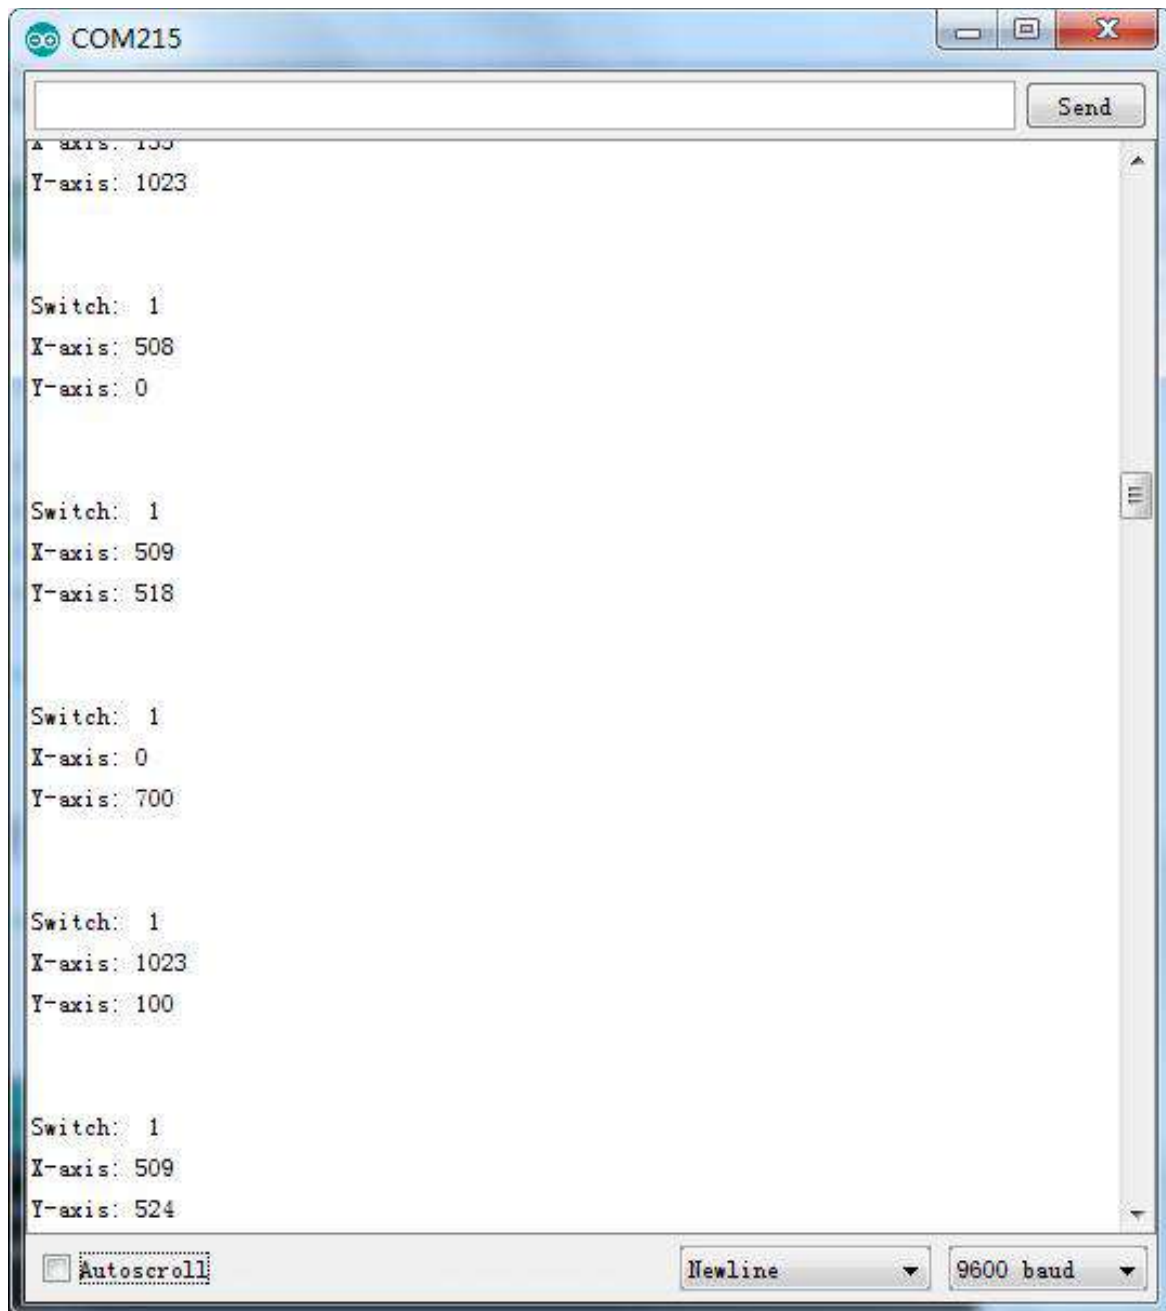 COM215
Send
X-axis: 133
Y-axis: 1023
Switch:  1
X-axis: 508
Y-axis: 0
Switch:  1
X-axis: 509
Y-axis: 518
Switch:  1
X-axis: 0
Y-axis: 700
Switch:  1
X-axis: 1023
Y-axis: 100
Switch:  1
X-axis: 509
Y-axis: 524
Autoscroll
Newline
9600 baud